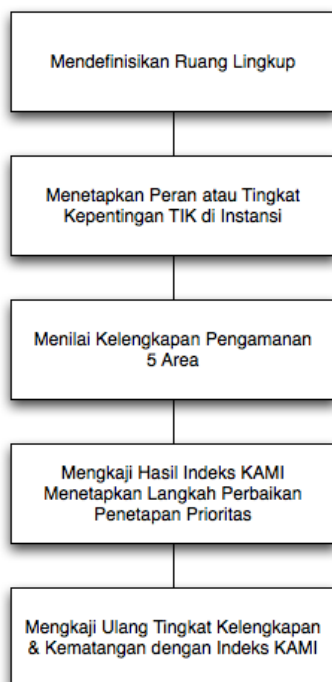 Mendefinisikan Ruang Lingkup
Menetapkan Peran atau Tingkat
Kepentingan TIK di Instansi
Menilai Kelengkapan Pengamanan
5 Area
Mengkaji Hasil Indeks KAMI
Menetapkan Langkah Perbaikan
Penetapan Prioritas
Mengkaji Ulang Tingkat Kelengkapan
& Kematangan dengan Indeks KAMI